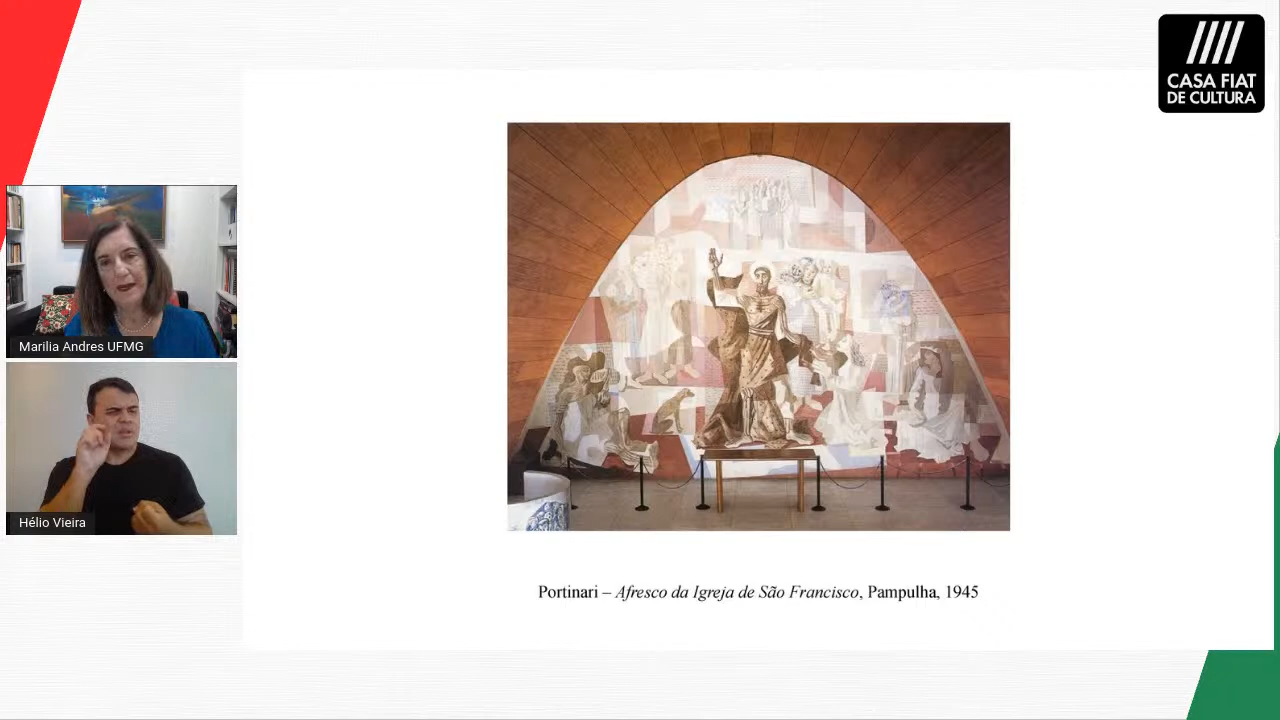 CASA FIAT
DE CULTURA
Marilia Andres UFMG
Hélio Vieira
Portinari – Afresco da Igreja de São Francisco, Pampulha, 1945